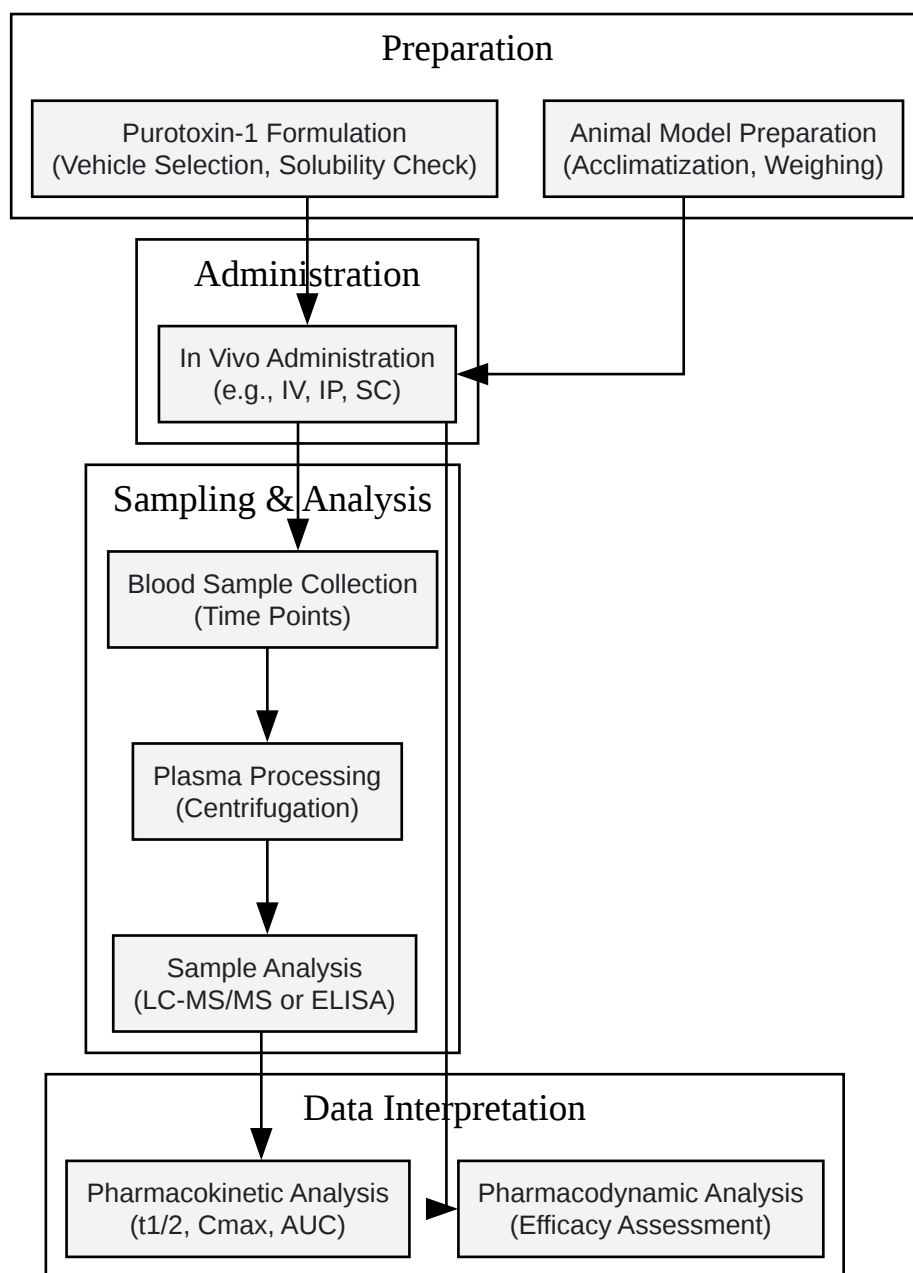 Preparation
Purotoxin-1 Formulation
(Vehicle Selection, Solubility Check)
Animal Model Preparation
(Acclimatization, Weighing)
Administration
In Vivo Administration
(e.g., IV, IP, SC)
Sampling & Analysis
Blood Sample Collection
(Time Points)
Plasma Processing
(Centrifugation)
Sample Analysis
(LC-MS/MS or ELISA)
Data Interpretation
Pharmacokinetic Analysis
(t1/2, Cmax, AUC)
Pharmacodynamic Analysis
(Efficacy Assessment)